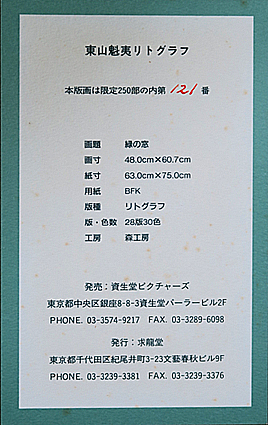 東山魁夷リトグラフ
本版画は限定250部の内第 121 番
画題 緑の窓
画寸 48.0cm×60.7cm
紙寸 63.0cm×75.0cm
用紙 BFK
版種 リトグラフ
版・色数 28版30色
工房 森工房
発売：資生堂ピクチャーズ
東京都中央区銀座8-8-3資生堂パーラービル2F
PHONE. 03-3574-9217 FAX. 03-3289-6098
発行：求龍堂
東京都千代田区紀尾井町3-23文藝春秋ビル9F
PHONE. 03-3239-3381 FAX. 03-3239-3376